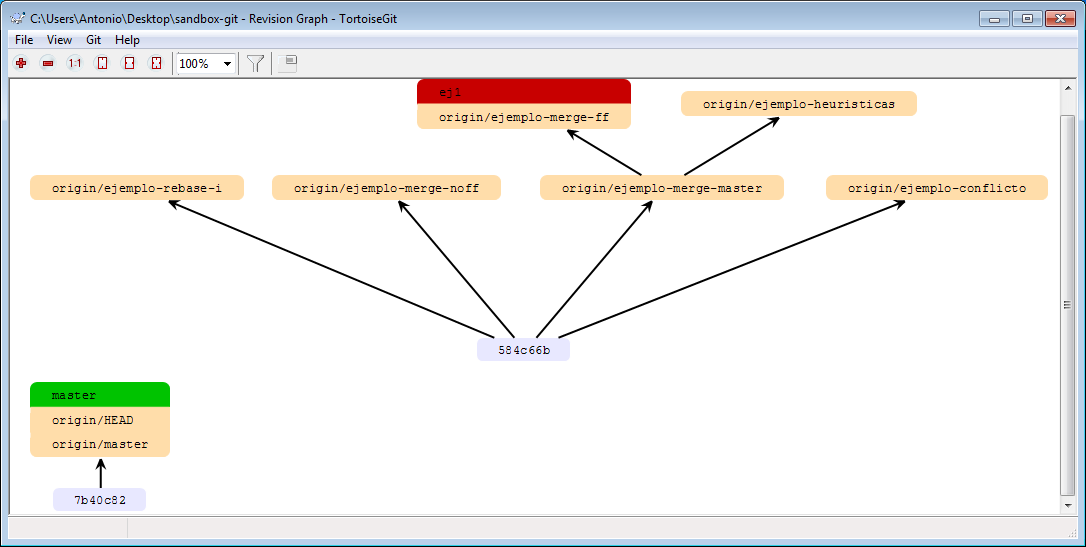 C:\Users\Antonio\Desktop\sandbox-git - Revision Graph - TortoiseGit
File View Git Help
1:1 100%
ej1
origin/ejemplo-merge-ff
origin/ejemplo-heuristicas
origin/ejemplo-rebase-i
origin/ejemplo-merge-noff
origin/ejemplo-merge-master
origin/ejemplo-conflicto
584c66b
master
origin/HEAD
origin/master
7b40c82